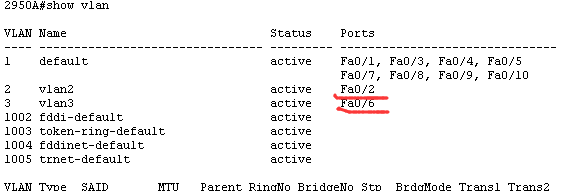 2950A#show vlan
VLAN Name Status Ports
---- -------------------------------- --------- -------------------------------
1 default active Fa0/1, Fa0/3, Fa0/4, Fa0/5
Fa0/7, Fa0/8, Fa0/9, Fa0/10
2 vlan2 active Fa0/2
3 vlan3 active Fa0/6
1002 fddi-default active
1003 token-ring-default active
1004 fddinet-default active
1005 trnet-default active
VLAN Type SAID MTU Parent RingNo BridgeNo Stp BrdgMode Trans1 Trans2